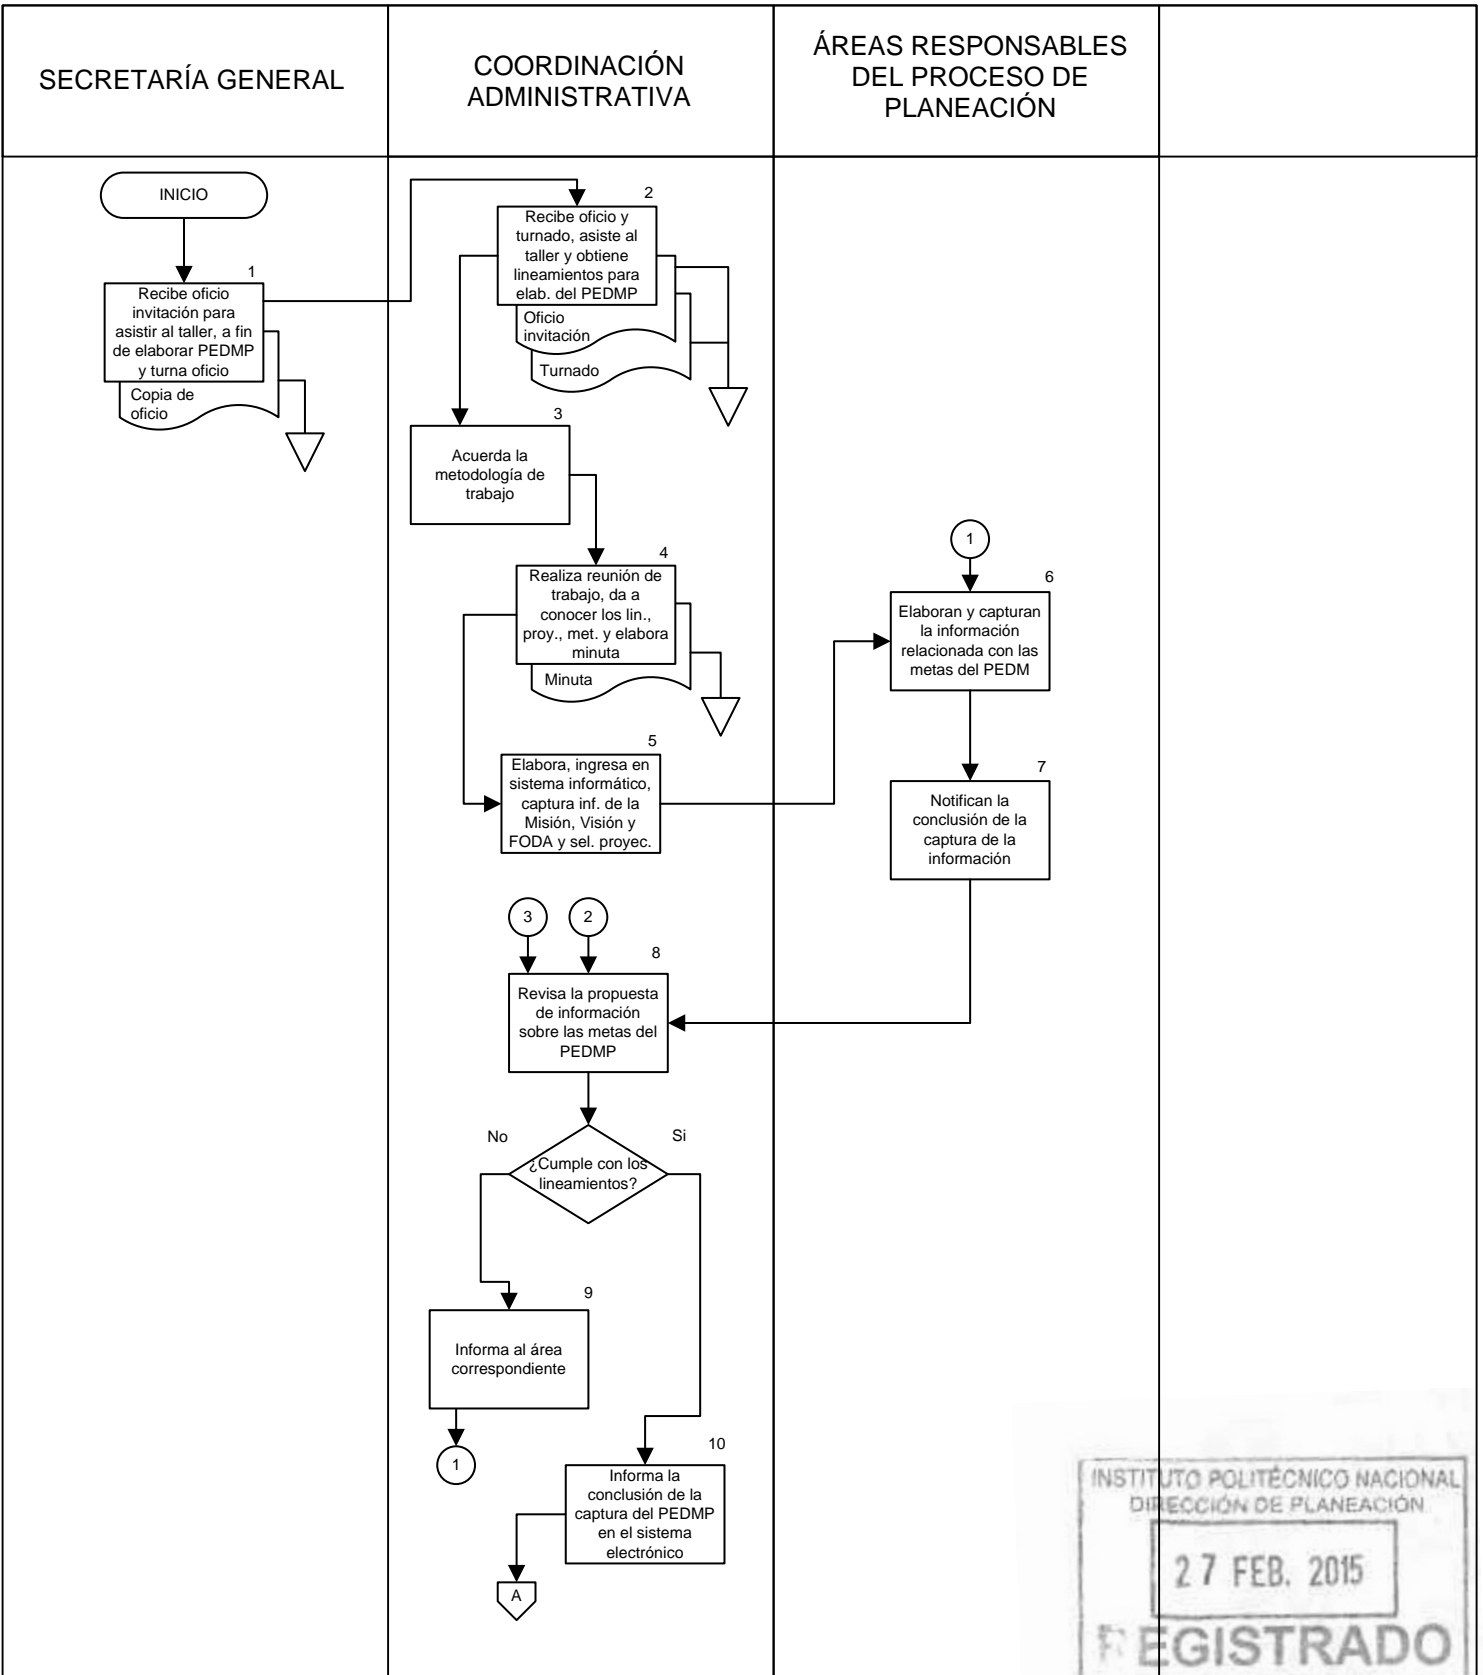 SECRETARÍA GENERAL
COORDINACIÓN
ADMINISTRATIVA
ÁREAS RESPONSABLES
DEL PROCESO DE
PLANEACIÓN
INICIO
1
Recibe oficio
invitación para
asistir al taller, a fin
de elaborar PEDMP
y turna oficio
Copia de
oficio
2
Recibe oficio y
turnado, asiste al
taller y obtiene
lineamientos para
elab. del PEDMP
Oficio
invitación
Turnado
3
Acuerda la
metodología de
trabajo
4
Realiza reunión de
trabajo, da a
conocer los lin.,
proy., met. y elabora
minuta
Minuta
5
Elabora, ingresa en
sistema informático,
captura inf. de la
Misión, Visión y
FODA y sel. proyec.
1
6
Elaboran y capturan
la información
relacionada con las
metas del PEDM
7
Notifican la
conclusión de la
captura de la
información
3
2
8
Revisa la propuesta
de información
sobre las metas del
PEDMP
No
Si
¿Cumple con los
lineamientos?
9
Informa al área
correspondiente
1
10
Informa la
conclusión de la
captura del PEDMP
en el sistema
electrónico
A
INSTITUTO POLITÉCNICO NACIONAL
DIRECCIÓN DE PLANEACIÓN
27 FEB. 2015
REGISTRADO